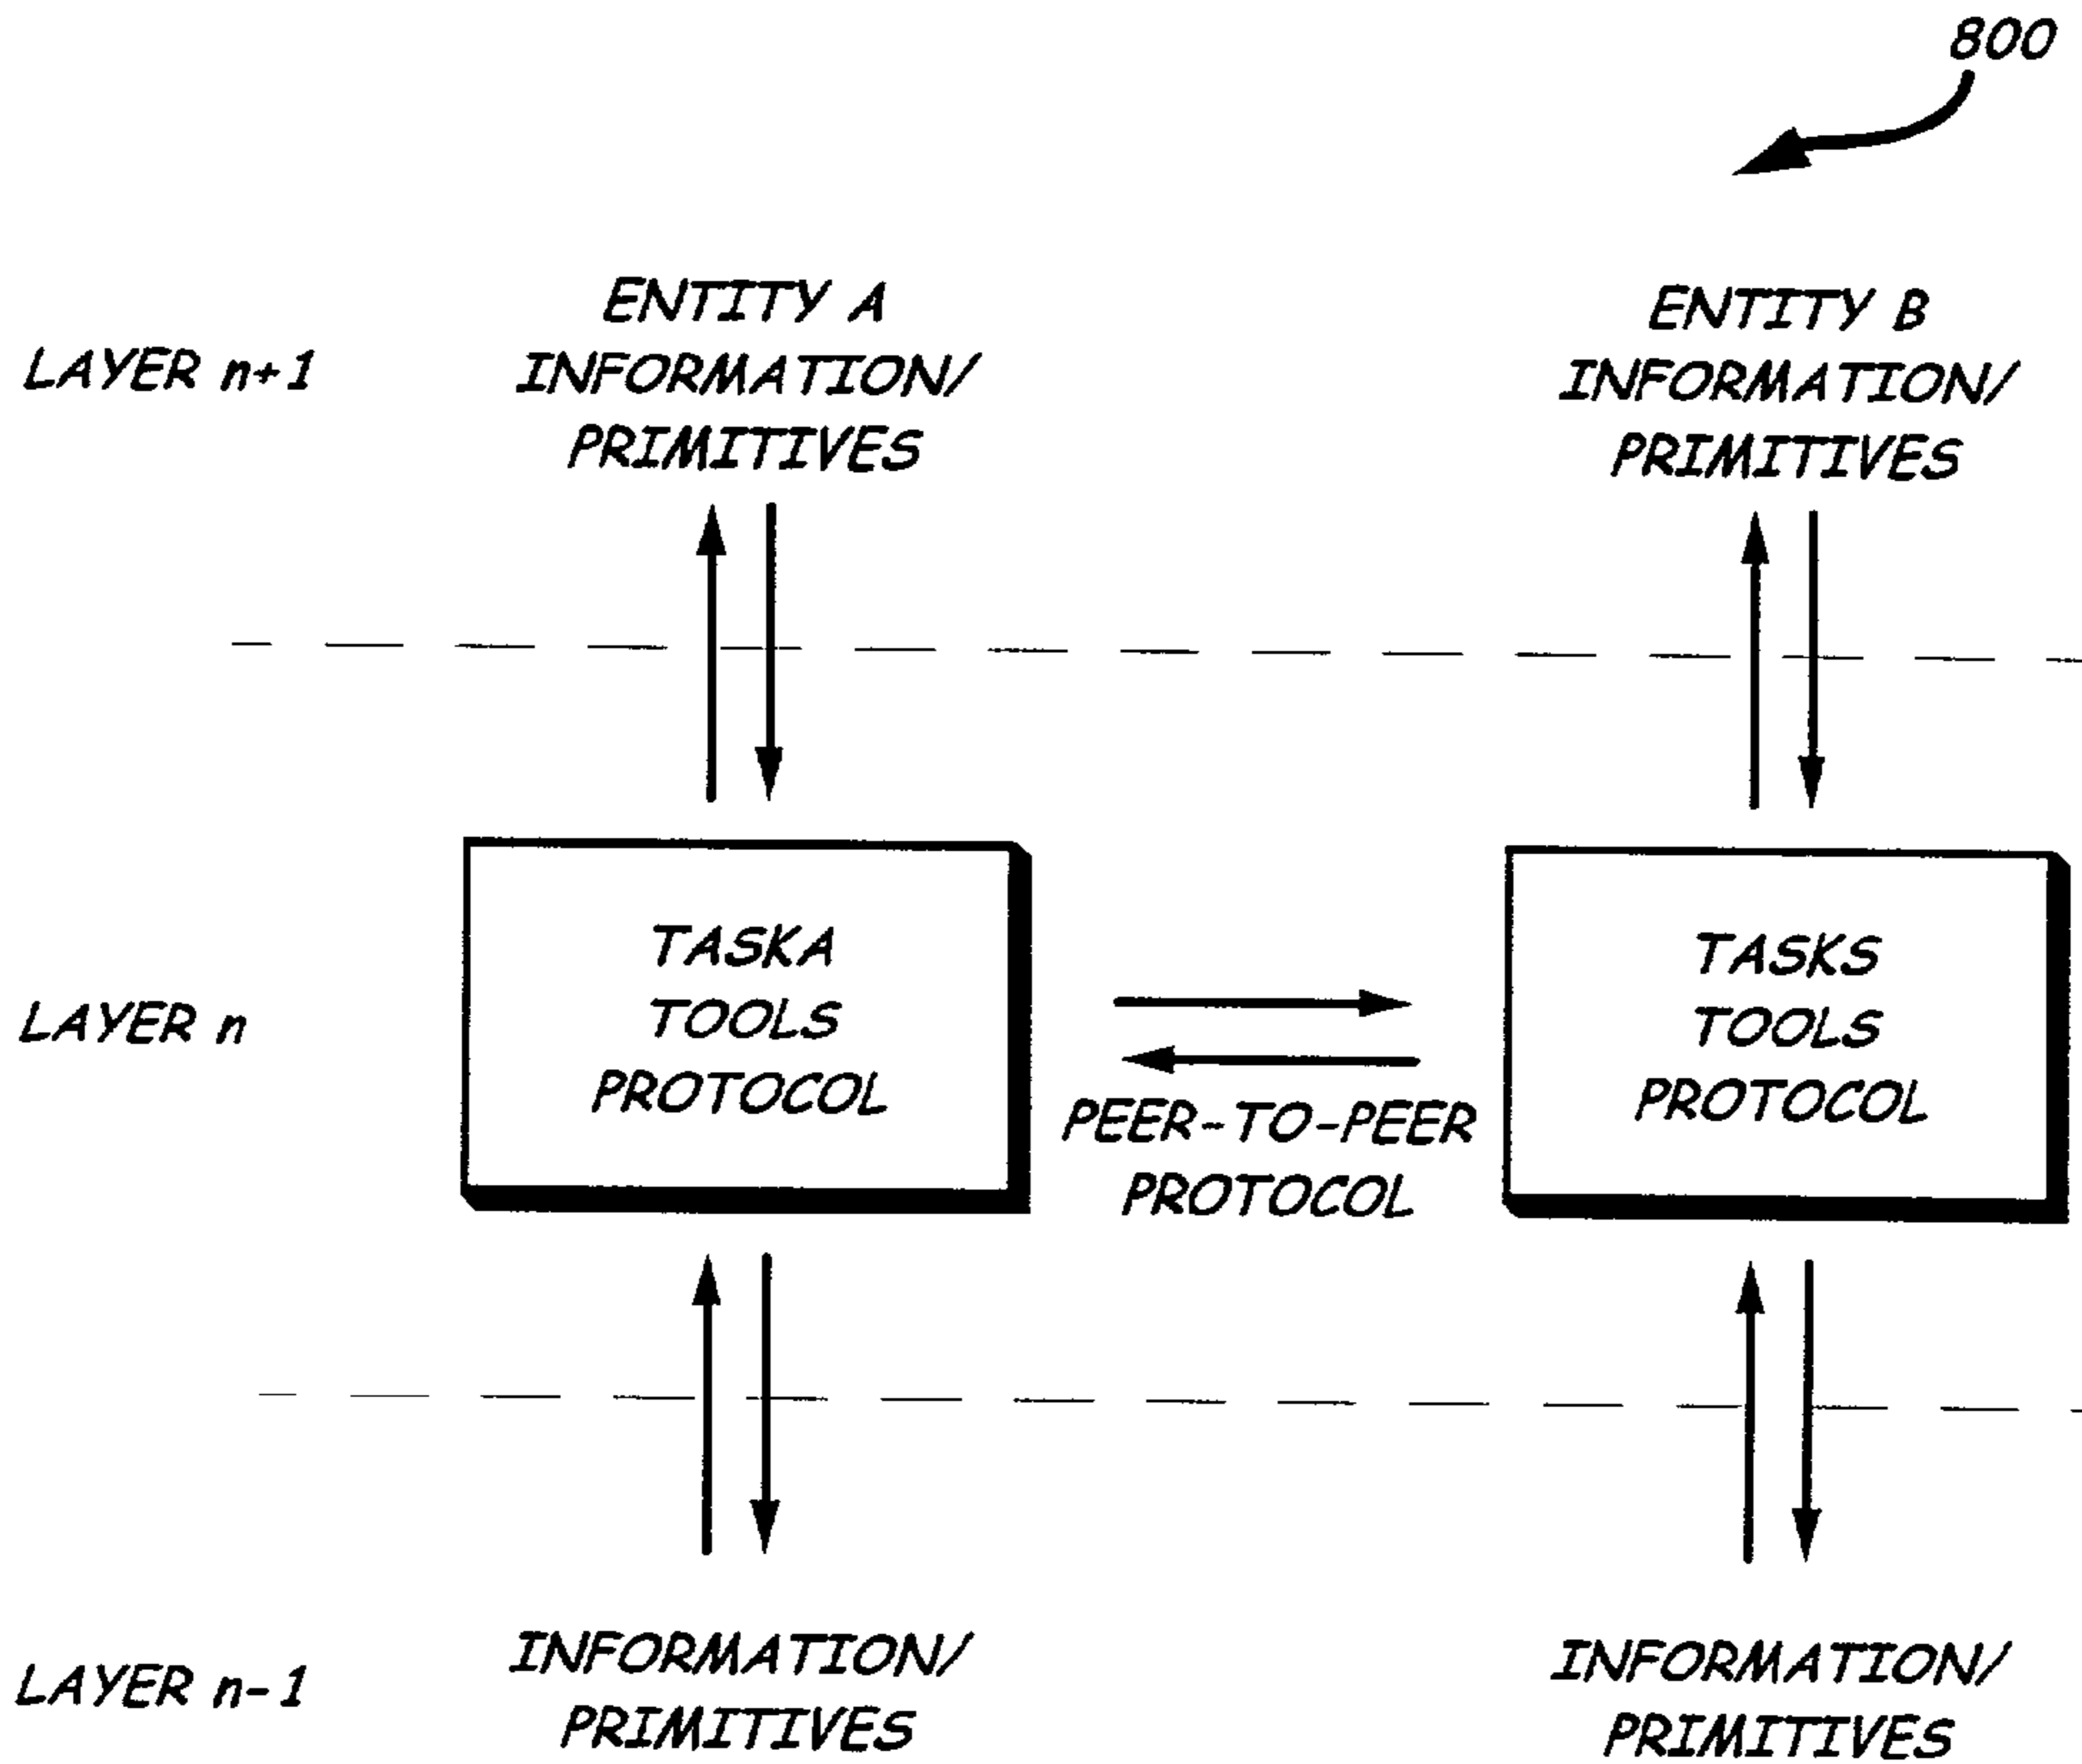 800
ENTITY A
INFORMATION/
PRIMITIVES
ENTITY B
INFORMATION/
PRIMITIVES
LAYER n+1
TASKA
TOOLS
PROTOCOL
TASKS
TOOLS
PROTOCOL
LAYER n
PEER-TO-PEER
PROTOCOL
LAYER n-1
INFORMATION/
PRIMITIVES
INFORMATION/
PRIMITIVES